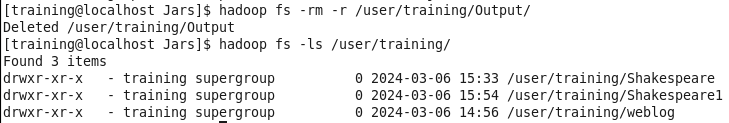 [training@localhost Jars]$ hadoop fs -rm -r /user/training/Output/
Deleted /user/training/Output
[training@localhost Jars]$ hadoop fs -ls /user/training/
Found 3 items
drwxr-xr-x   - training supergroup          0 2024-03-06 15:33 /user/training/Shakespeare
drwxr-xr-x   - training supergroup          0 2024-03-06 15:54 /user/training/Shakespeare1
drwxr-xr-x   - training supergroup          0 2024-03-06 14:56 /user/training/weblog